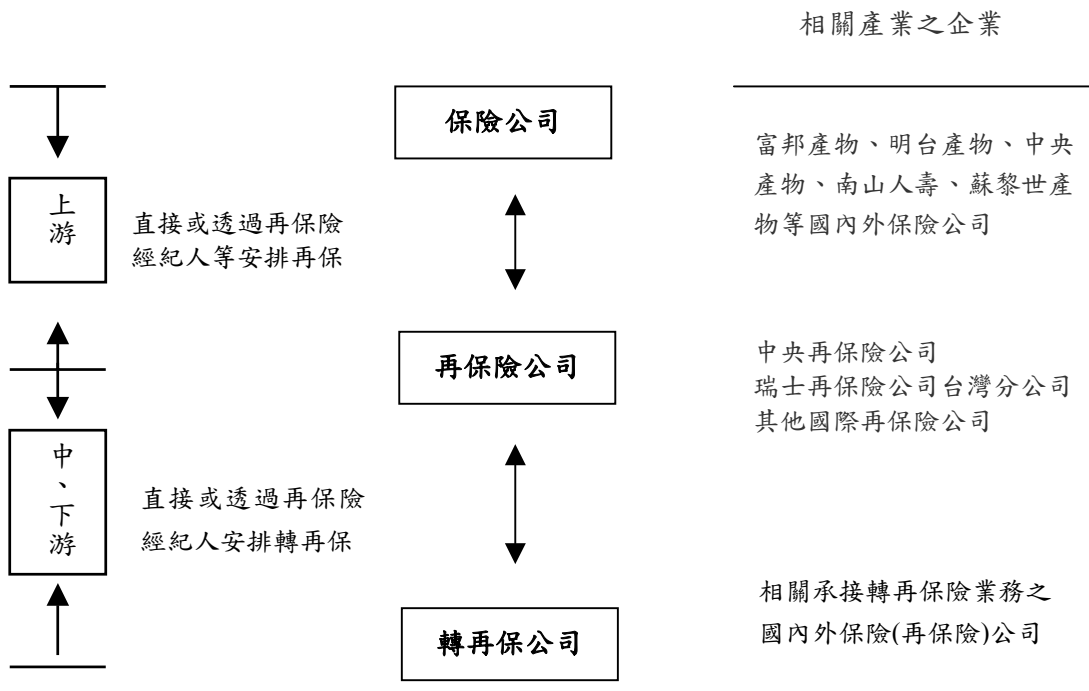 相關產業之企業
保險公司
富邦產物、明台產物、中央
產物、南山人壽、蘇黎世產
物等國內外保險公司
上游
直接或透過再保險
經紀人等安排再保
再保險公司
中央再保險公司
瑞士再保險公司台灣分公司
其他國際再保險公司
中、下游
直接或透過再保險
經紀人安排轉再保
轉再保公司
相關承接轉再保險業務之
國內外保險(再保險)公司